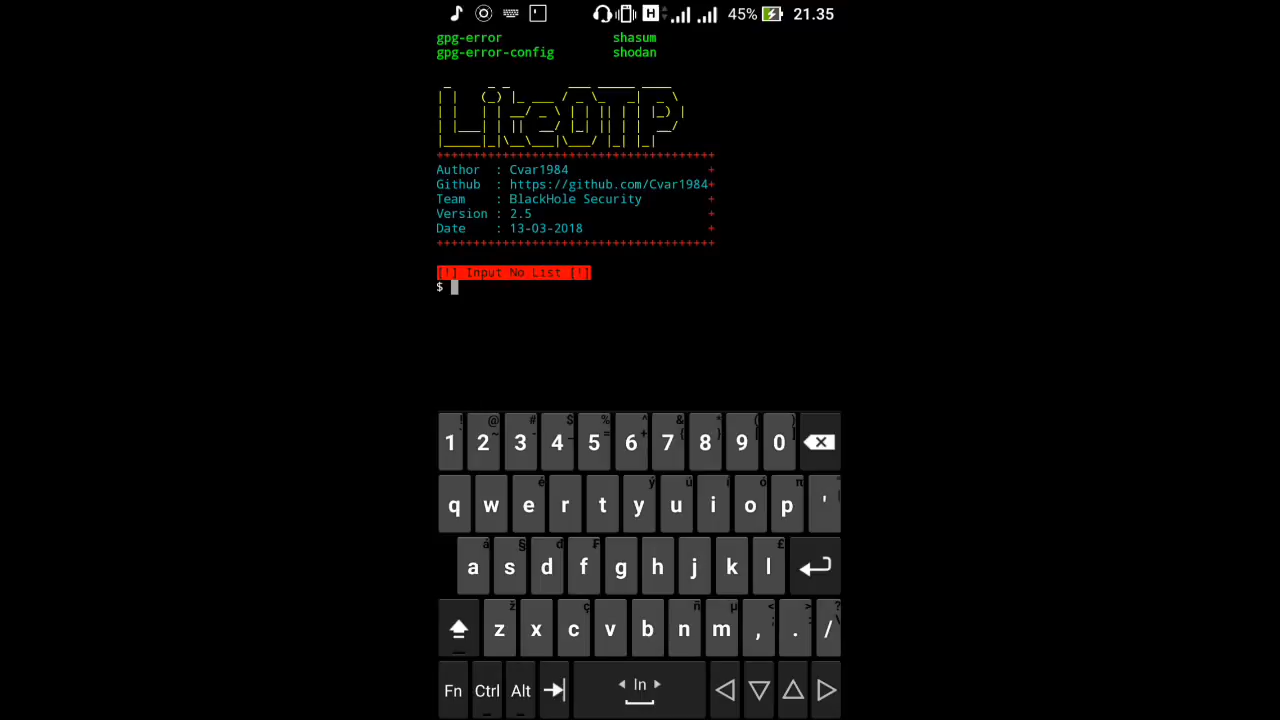 45% 21.35
gpg-error shasum
gpg-error-config shodan
LiteOTP
+++++++++++++++++++++++++++++++++++++++
Author : Cvar1984 +
Github : https://github.com/Cvar1984+
Team : BlackHole Security +
Version : 2.5 +
Date : 13-03-2018 +
+++++++++++++++++++++++++++++++++++++++
[!] Input No List [!]
$
1 2 3 4 5 6 7 8 9 0
q w e r t y u i o p '
a s d f g h j k l
z x c v b n m , . /
Fn Ctrl Alt In